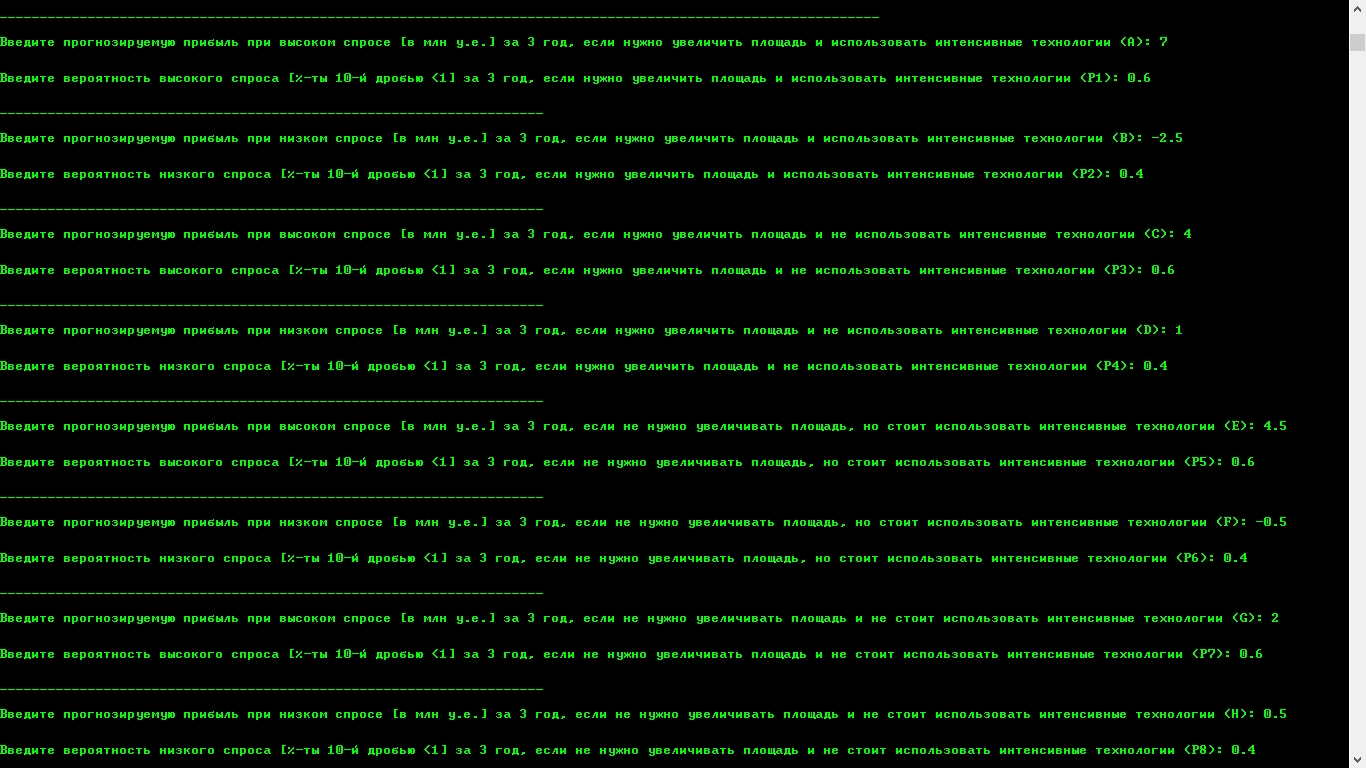 Введите прогнозируемую прибыль при высоком спросе [в млн у.е.] за 3 год, если нужно увеличить площадь и использовать интенсивные технологии (A): 7
Введите вероятность высокого спроса [%-ты 10-й дробью <1] за 3 год, если нужно увеличить площадь и использовать интенсивные технологии (P1): 0.6
Введите прогнозируемую прибыль при низком спросе [в млн у.е.] за 3 год, если нужно увеличить площадь и использовать интенсивные технологии (B): -2.5
Введите вероятность низкого спроса [%-ты 10-й дробью <1] за 3 год, если нужно увеличить площадь и использовать интенсивные технологии (P2): 0.4
Введите прогнозируемую прибыль при высоком спросе [в млн у.е.] за 3 год, если нужно увеличить площадь и не использовать интенсивные технологии (C): 4
Введите вероятность высокого спроса [%-ты 10-й дробью <1] за 3 год, если нужно увеличить площадь и не использовать интенсивные технологии (P3): 0.6
Введите прогнозируемую прибыль при низком спросе [в млн у.е.] за 3 год, если нужно увеличить площадь и не использовать интенсивные технологии (D): 1
Введите вероятность низкого спроса [%-ты 10-й дробью <1] за 3 год, если нужно увеличить площадь и не использовать интенсивные технологии (P4): 0.4
Введите прогнозируемую прибыль при высоком спросе [в млн у.е.] за 3 год, если не нужно увеличивать площадь, но стоит использовать интенсивные технологии (E): 4.5
Введите вероятность высокого спроса [%-ты 10-й дробью <1] за 3 год, если не нужно увеличивать площадь, но стоит использовать интенсивные технологии (P5): 0.6
Введите прогнозируемую прибыль при низком спросе [в млн у.е.] за 3 год, если не нужно увеличивать площадь, но стоит использовать интенсивные технологии (F): -0.5
Введите вероятность низкого спроса [%-ты 10-й дробью <1] за 3 год, если не нужно увеличивать площадь, но стоит использовать интенсивные технологии (P6): 0.4
Введите прогнозируемую прибыль при высоком спросе [в млн у.е.] за 3 год, если не нужно увеличивать площадь и не стоит использовать интенсивные технологии (G): 2
Введите вероятность высокого спроса [%-ты 10-й дробью <1] за 3 год, если не нужно увеличивать площадь и не стоит использовать интенсивные технологии (P7): 0.6
Введите прогнозируемую прибыль при низком спросе [в млн у.е.] за 3 год, если не нужно увеличивать площадь и не стоит использовать интенсивные технологии (H): 0.5
Введите вероятность низкого спроса [%-ты 10-й дробью <1] за 3 год, если не нужно увеличивать площадь и не стоит использовать интенсивные технологии (P8): 0.4